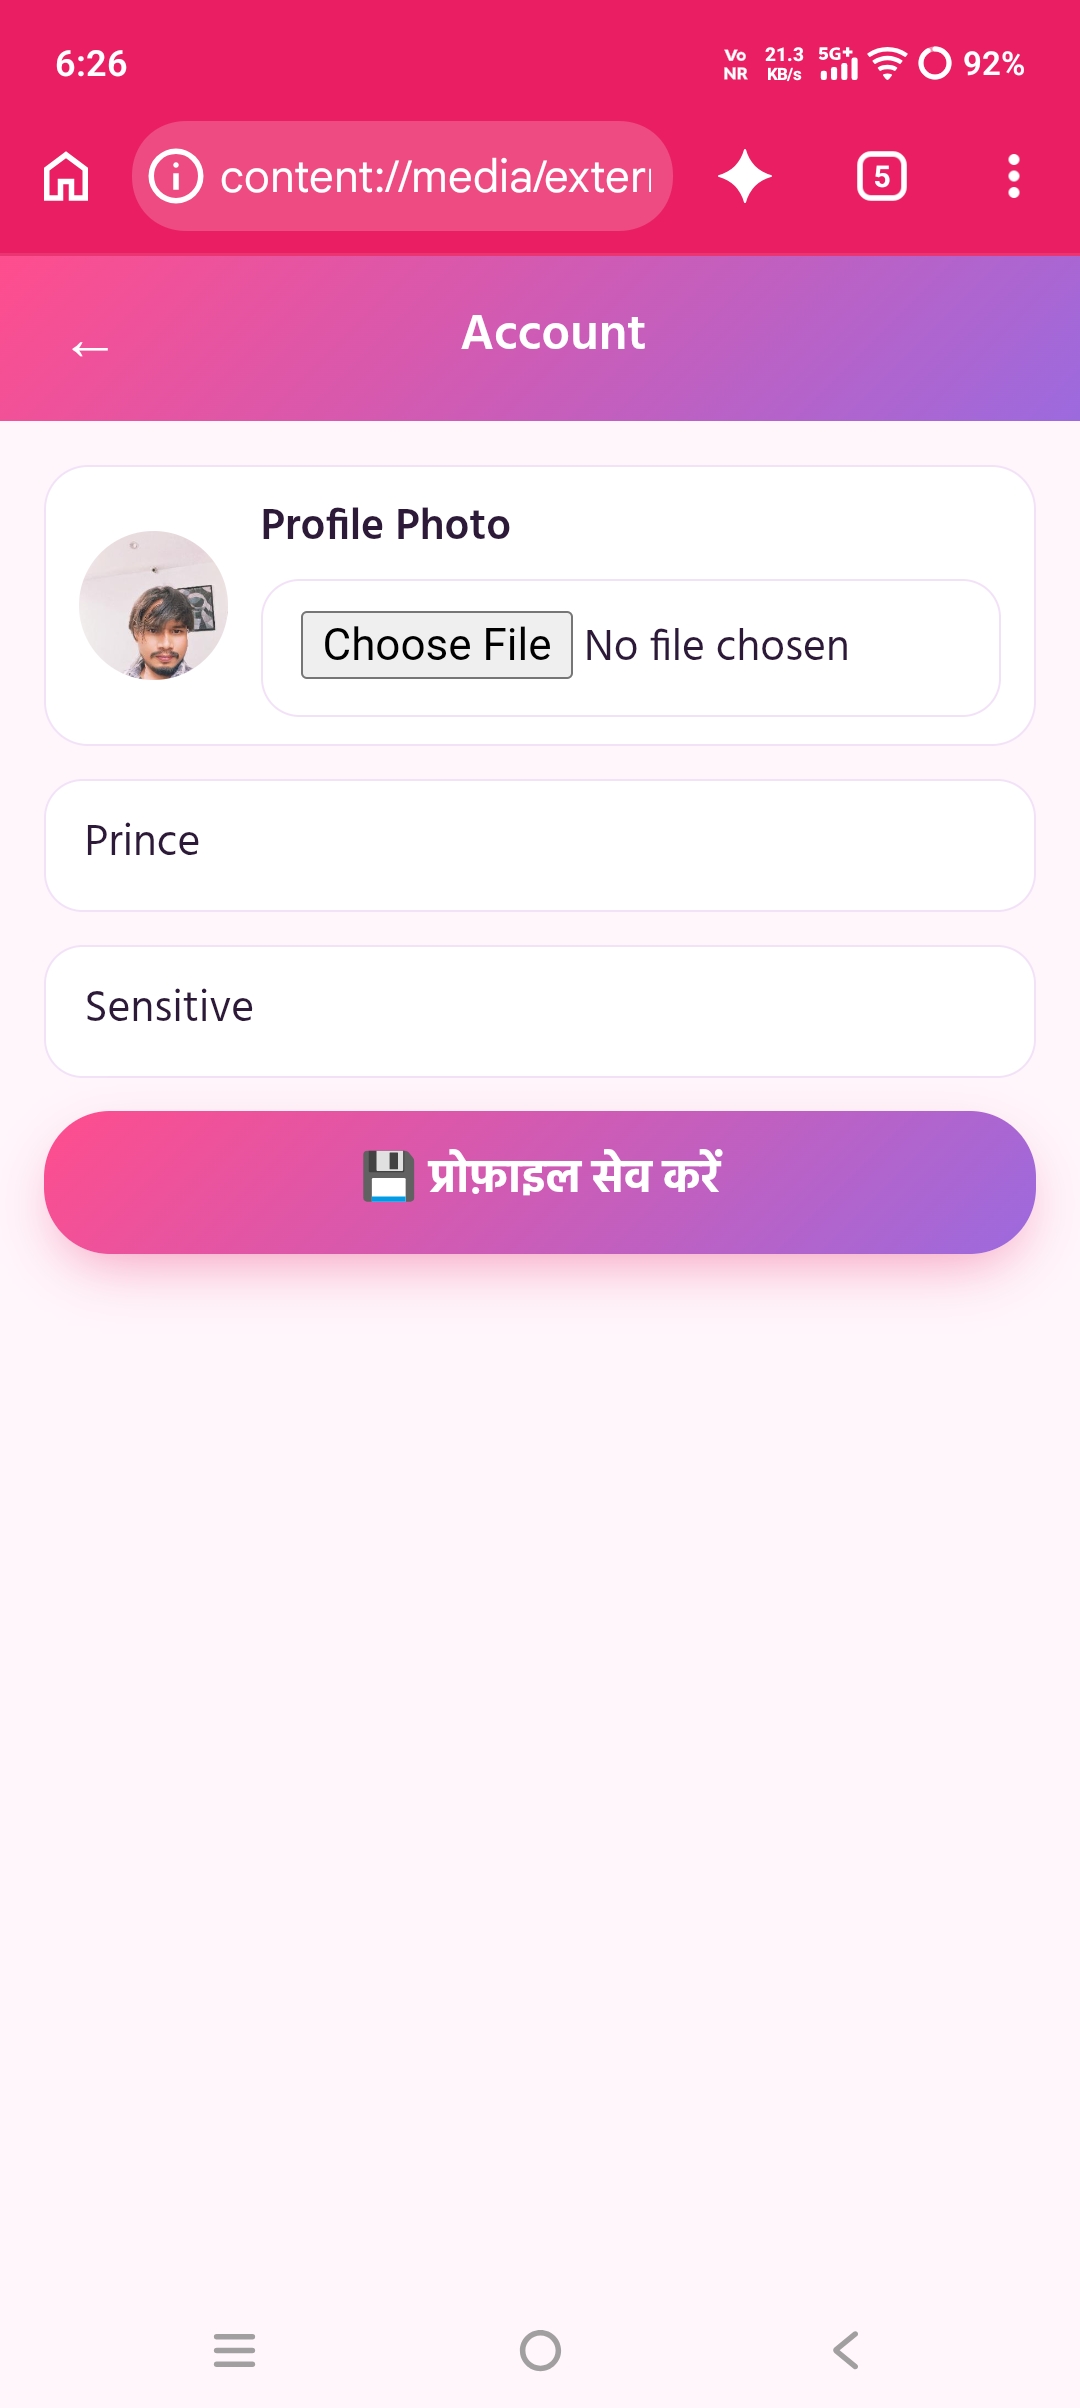 6:26
Vo NR 21.3 KB/s 5G+ 92%
content://media/extern
5
← Account
Profile Photo
Choose File No file chosen
Prince
Sensitive
💾 प्रोफ़ाइल सेव करें